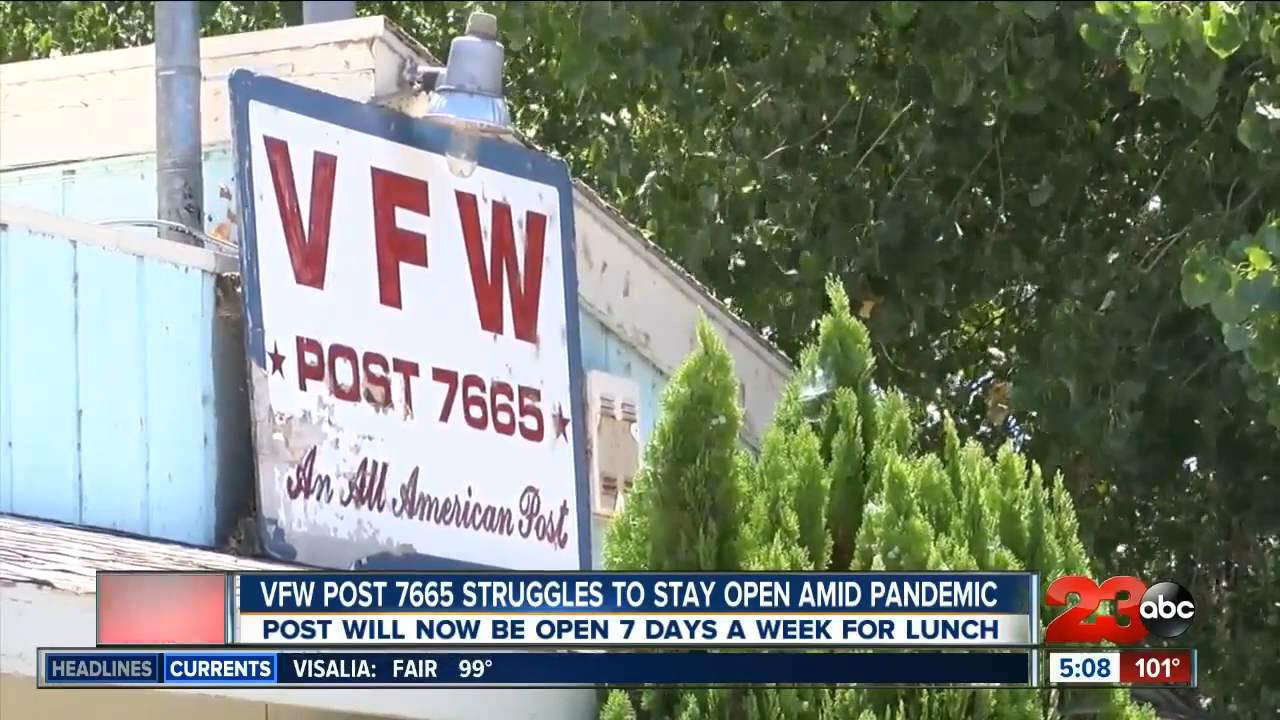 VFW
★ POST 7665 ★
An All American Post
VFW POST 7665 STRUGGLES TO STAY OPEN AMID PANDEMIC
POST WILL NOW BE OPEN 7 DAYS A WEEK FOR LUNCH
23 abc
HEADLINES CURRENTS VISALIA: FAIR 99° 5:08 101°